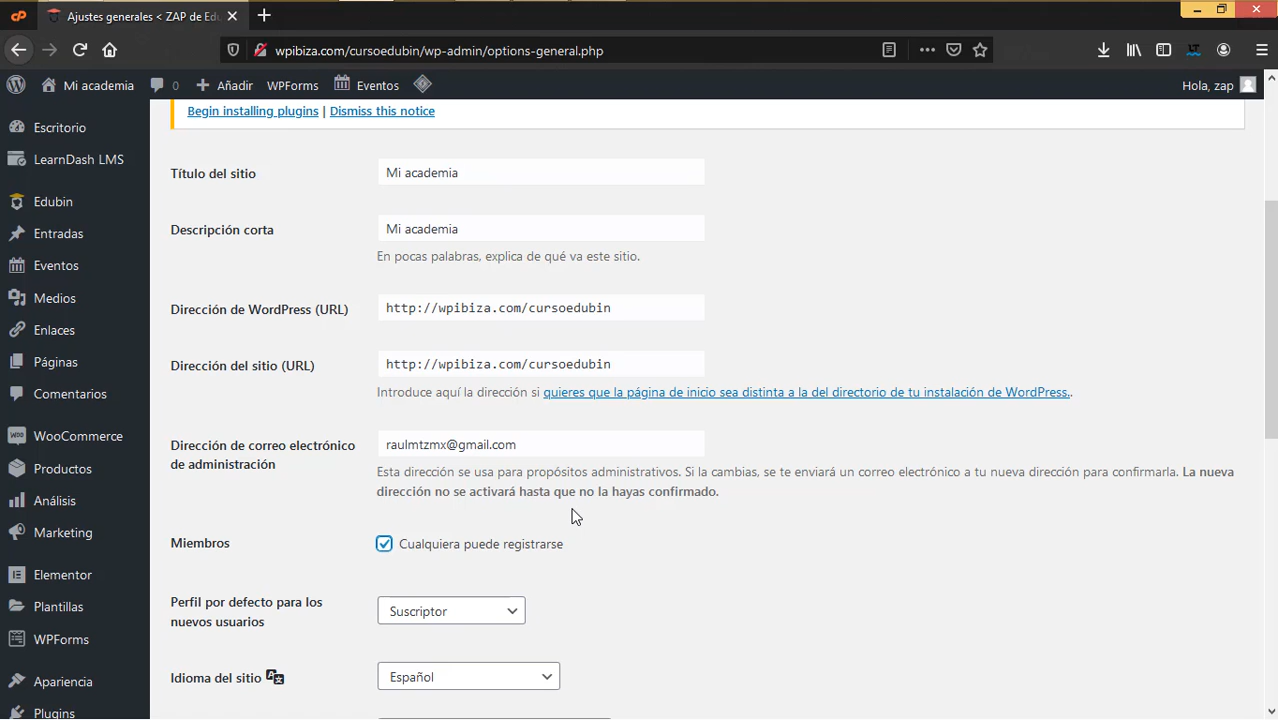 cP
Ajustes generales < ZAP de Edu
wpibiza.com/cursoedubin/wp-admin/options-general.php
Mi academia
0
Añadir
WPForms
Eventos
Hola, zap
Begin installing plugins | Dismiss this notice
Escritorio
LearnDash LMS
Edubin
Entradas
Eventos
Medios
Enlaces
Páginas
Comentarios
WooCommerce
Productos
Análisis
Marketing
Elementor
Plantillas
WPForms
Apariencia
Plugins
Título del sitio
Mi academia
Descripción corta
Mi academia
En pocas palabras, explica de qué va este sitio.
Dirección de WordPress (URL)
http://wpibiza.com/cursoedubin
Dirección del sitio (URL)
http://wpibiza.com/cursoedubin
Introduce aquí la dirección si quieres que la página de inicio sea distinta a la del directorio de tu instalación de WordPress..
Dirección de correo electrónico
de administración
raulmtzmx@gmail.com
Esta dirección se usa para propósitos administrativos. Si la cambias, se te enviará un correo electrónico a tu nueva dirección para confirmarla. La nueva
dirección no se activará hasta que no la hayas confirmado.
Miembros
Cualquiera puede registrarse
Perfil por defecto para los
nuevos usuarios
Suscriptor
Idioma del sitio
Español